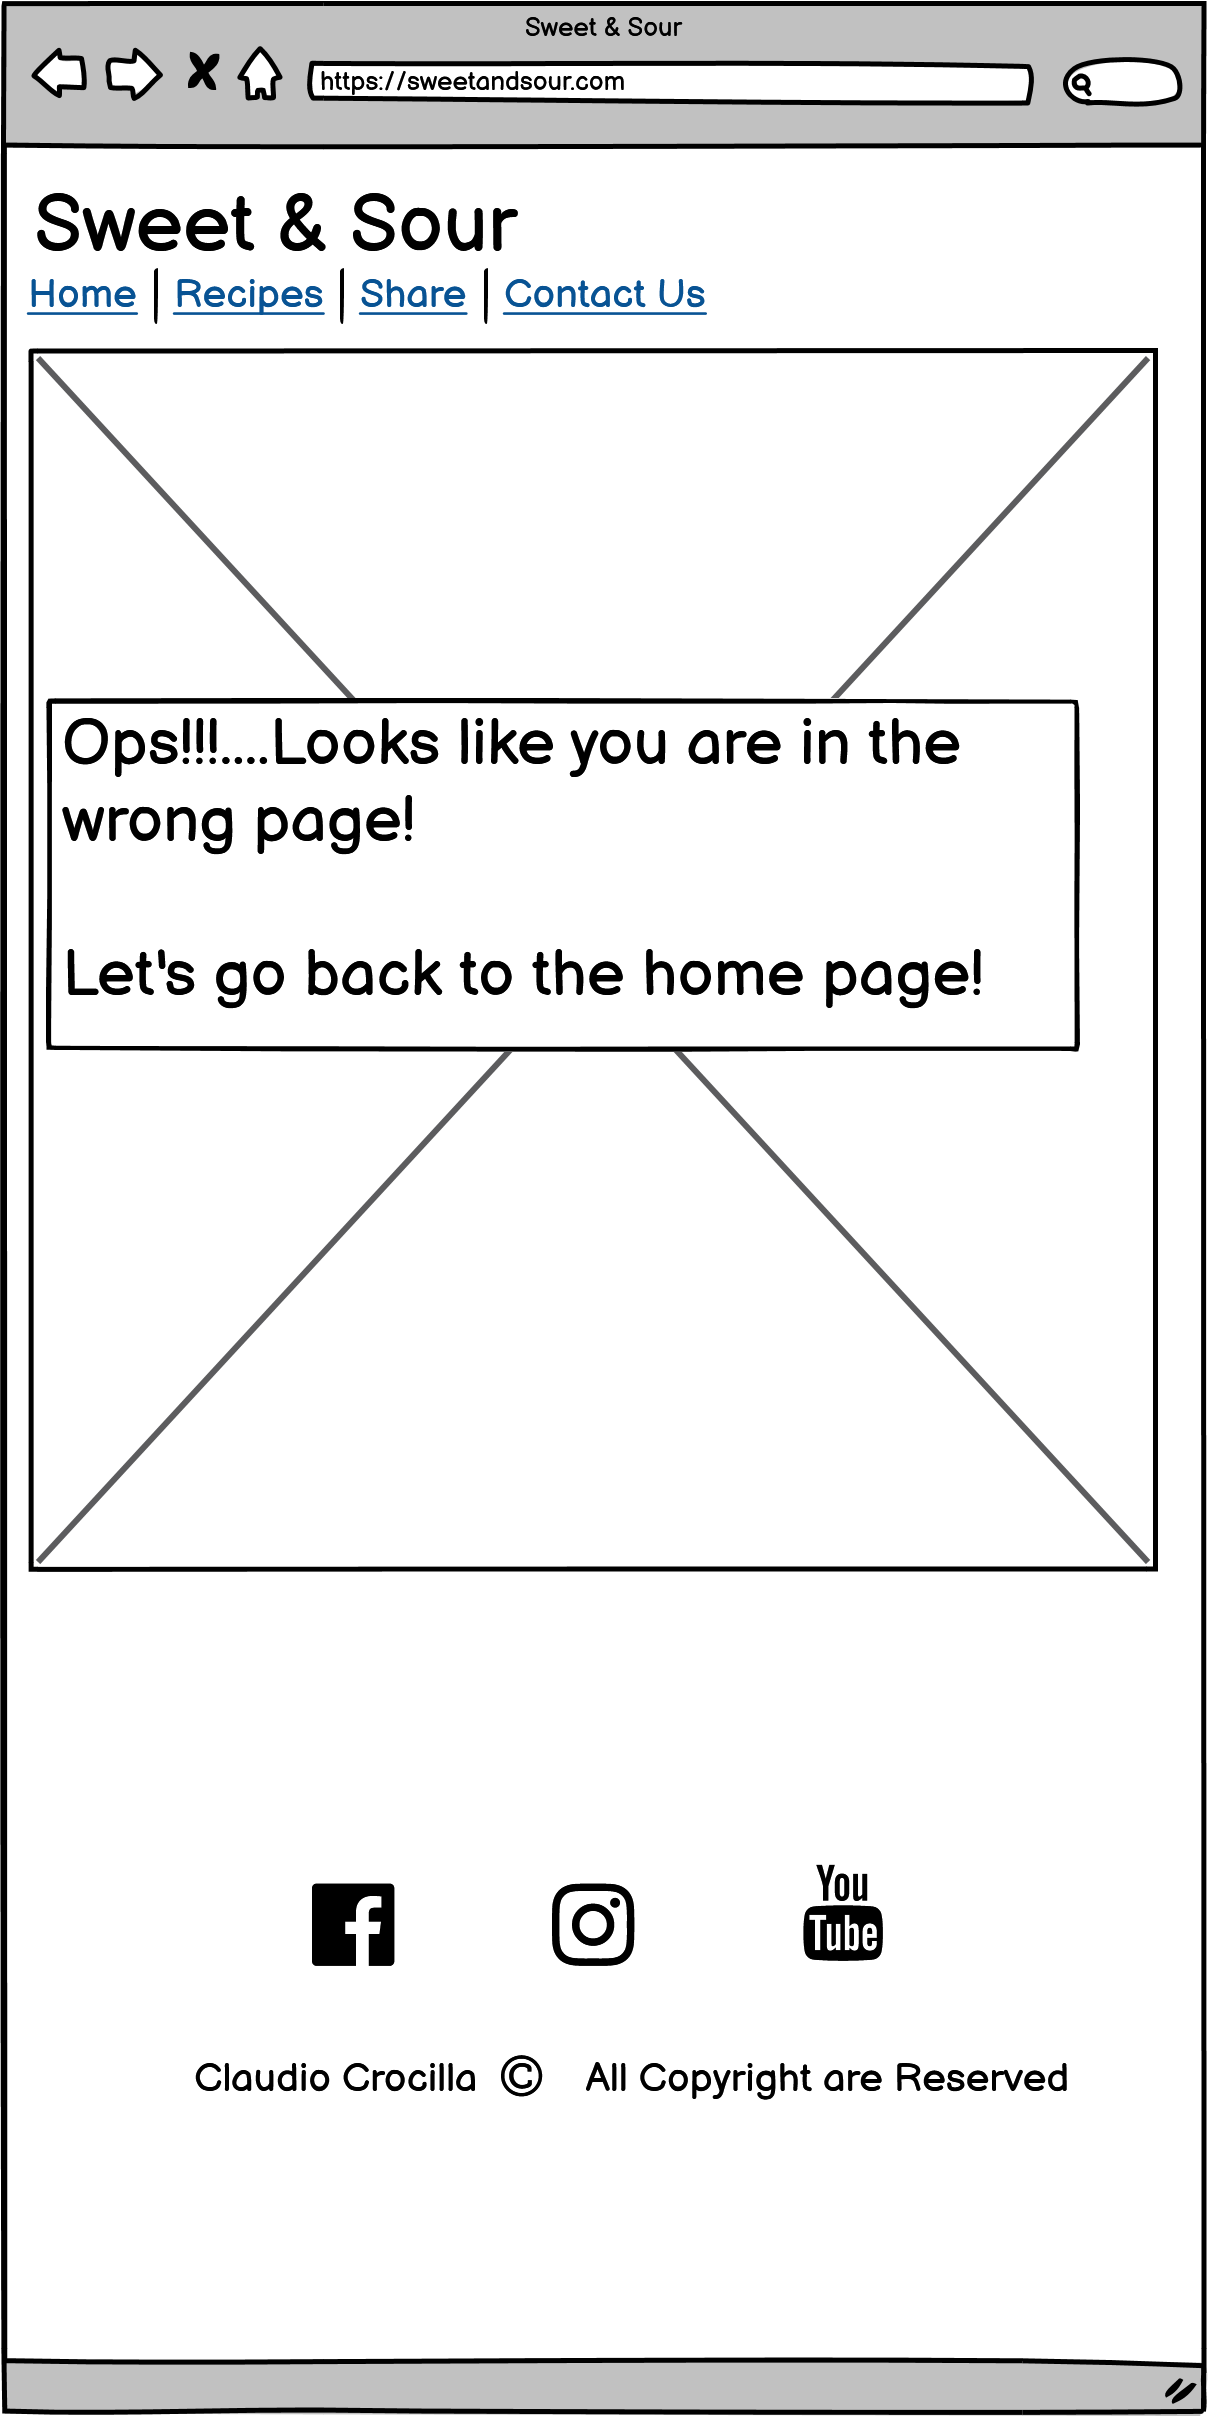 Sweet & Sour
https://sweetandsour.com
Sweet & Sour
Home Recipes Share Contact Us
Ops!!!....Looks like you are in the
wrong page!
Let's go back to the home page!
You
Tube
Claudio Crocilla © All Copyright are Reserved